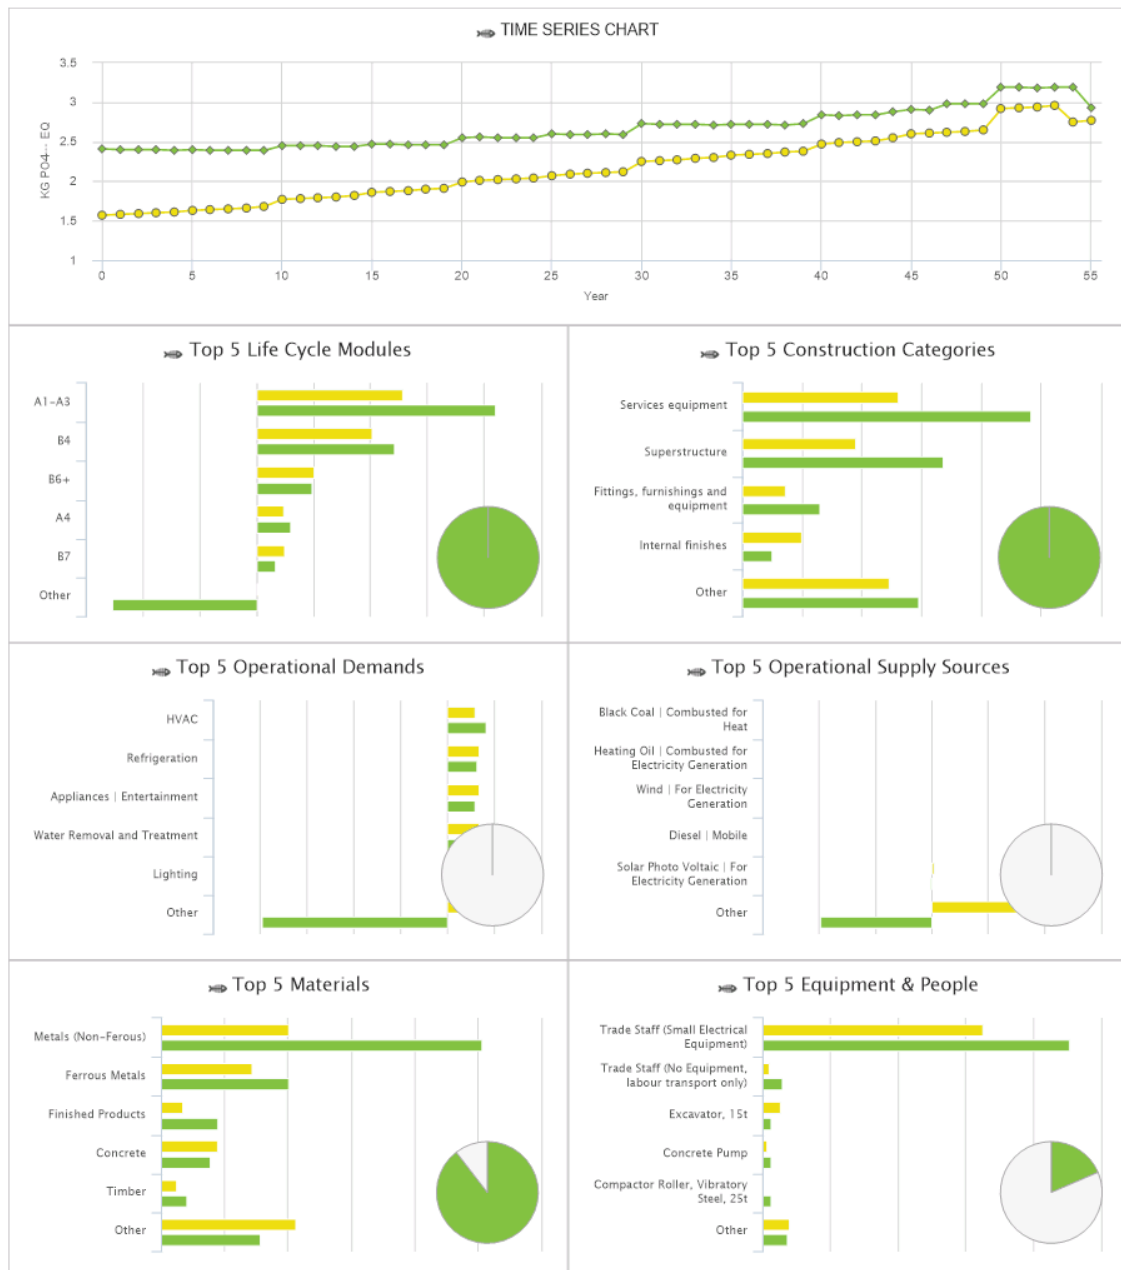 TIME SERIES CHART
3.5
3
2.5
2
1.5
1
KG PO4--- EQ
0 5 10 15 20 25 30 35 40 45 50 55
Year
Top 5 Life Cycle Modules
A1-A3
B4
B6+
A4
B7
Other
Top 5 Construction Categories
Services equipment
Superstructure
Fittings, furnishings and
equipment
Internal finishes
Other
Top 5 Operational Demands
HVAC
Refrigeration
Appliances | Entertainment
Water Removal and Treatment
Lighting
Other
Top 5 Operational Supply Sources
Black Coal | Combusted for
Heat
Heating Oil | Combusted for
Electricity Generation
Wind | For Electricity
Generation
Diesel | Mobile
Solar Photo Voltaic | For
Electricity Generation
Other
Top 5 Materials
Metals (Non-Ferous)
Ferrous Metals
Finished Products
Concrete
Timber
Other
Top 5 Equipment & People
Trade Staff (Small Electrical
Equipment)
Trade Staff (No Equipment,
labour transport only)
Excavator, 15t
Concrete Pump
Compactor Roller, Vibratory
Steel, 25t
Other